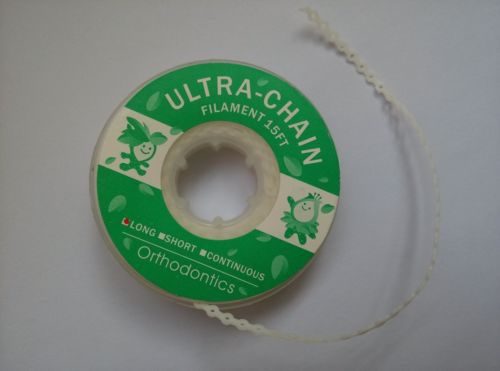 ULTRA-CHAIN
FILAMENT 15FT
LONG SHORT CONTINUOUS
Orthodontics